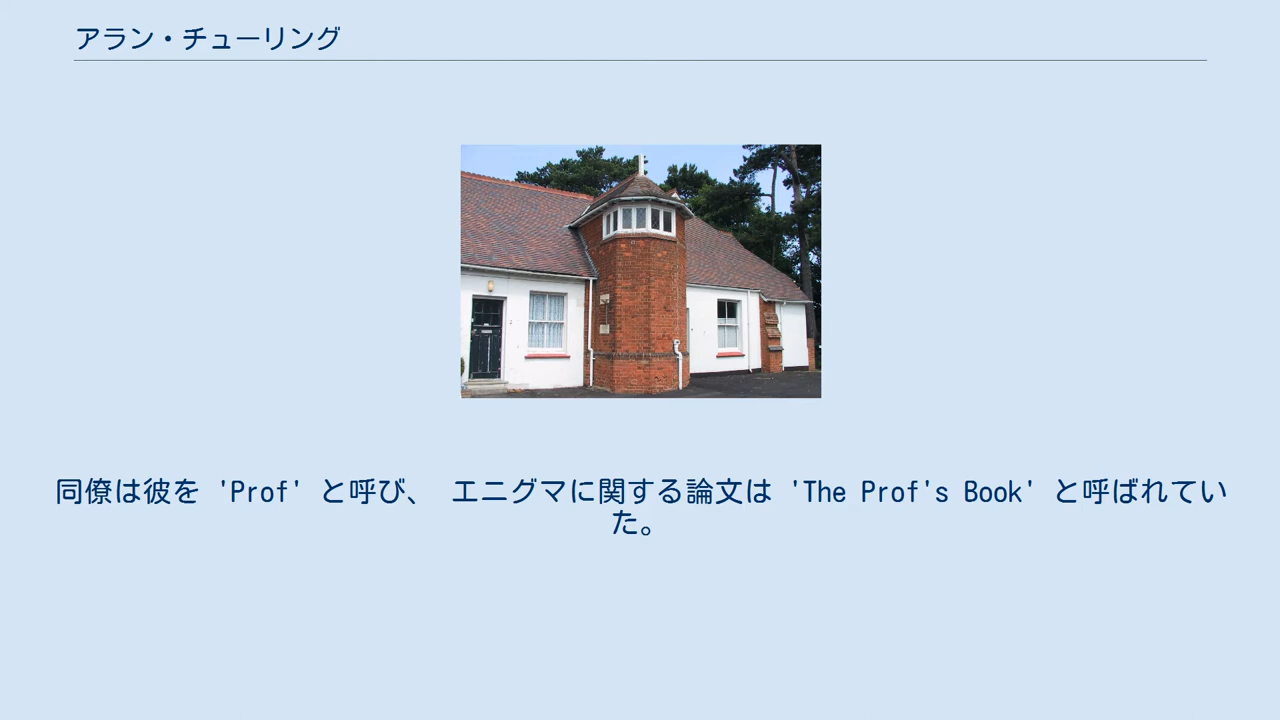 アラン・チューリング
同僚は彼を 'Prof' と呼び、 エニグマに関する論文は 'The Prof's Book' と呼ばれてい
た。